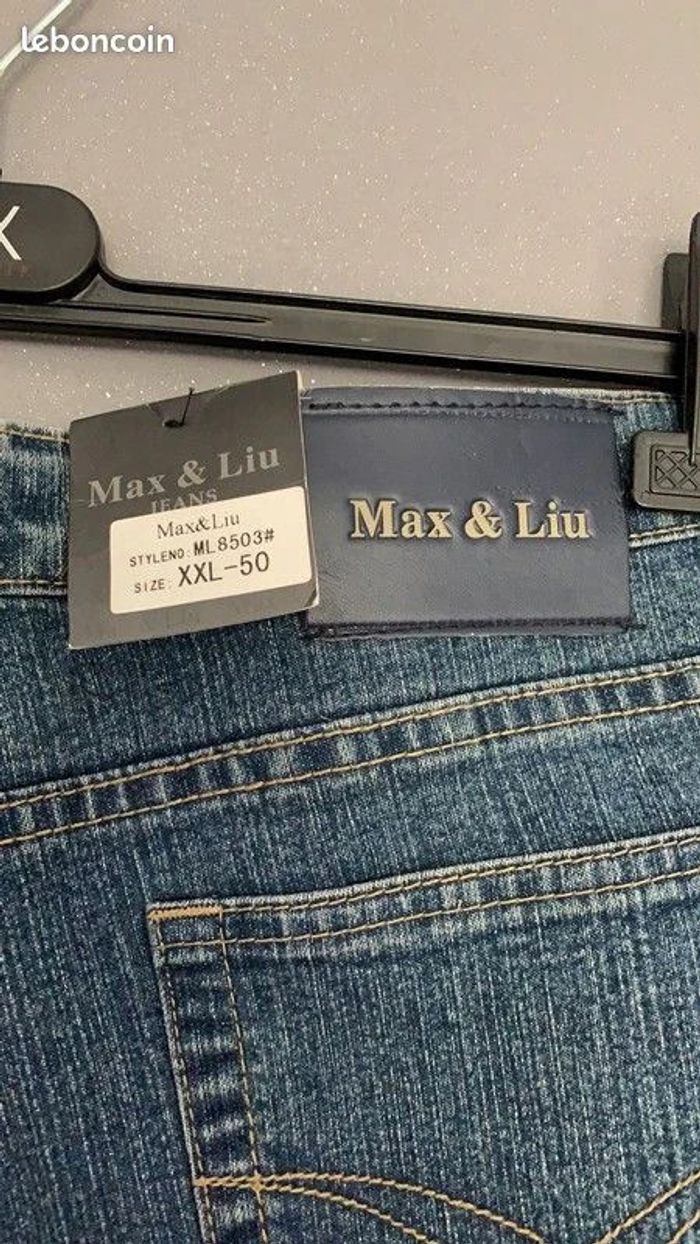 leboncoin
X
Max & Liu
JEANS
Max&Liu
STYLENO: ML8503#
SIZE: XXL-50
Max & Liu